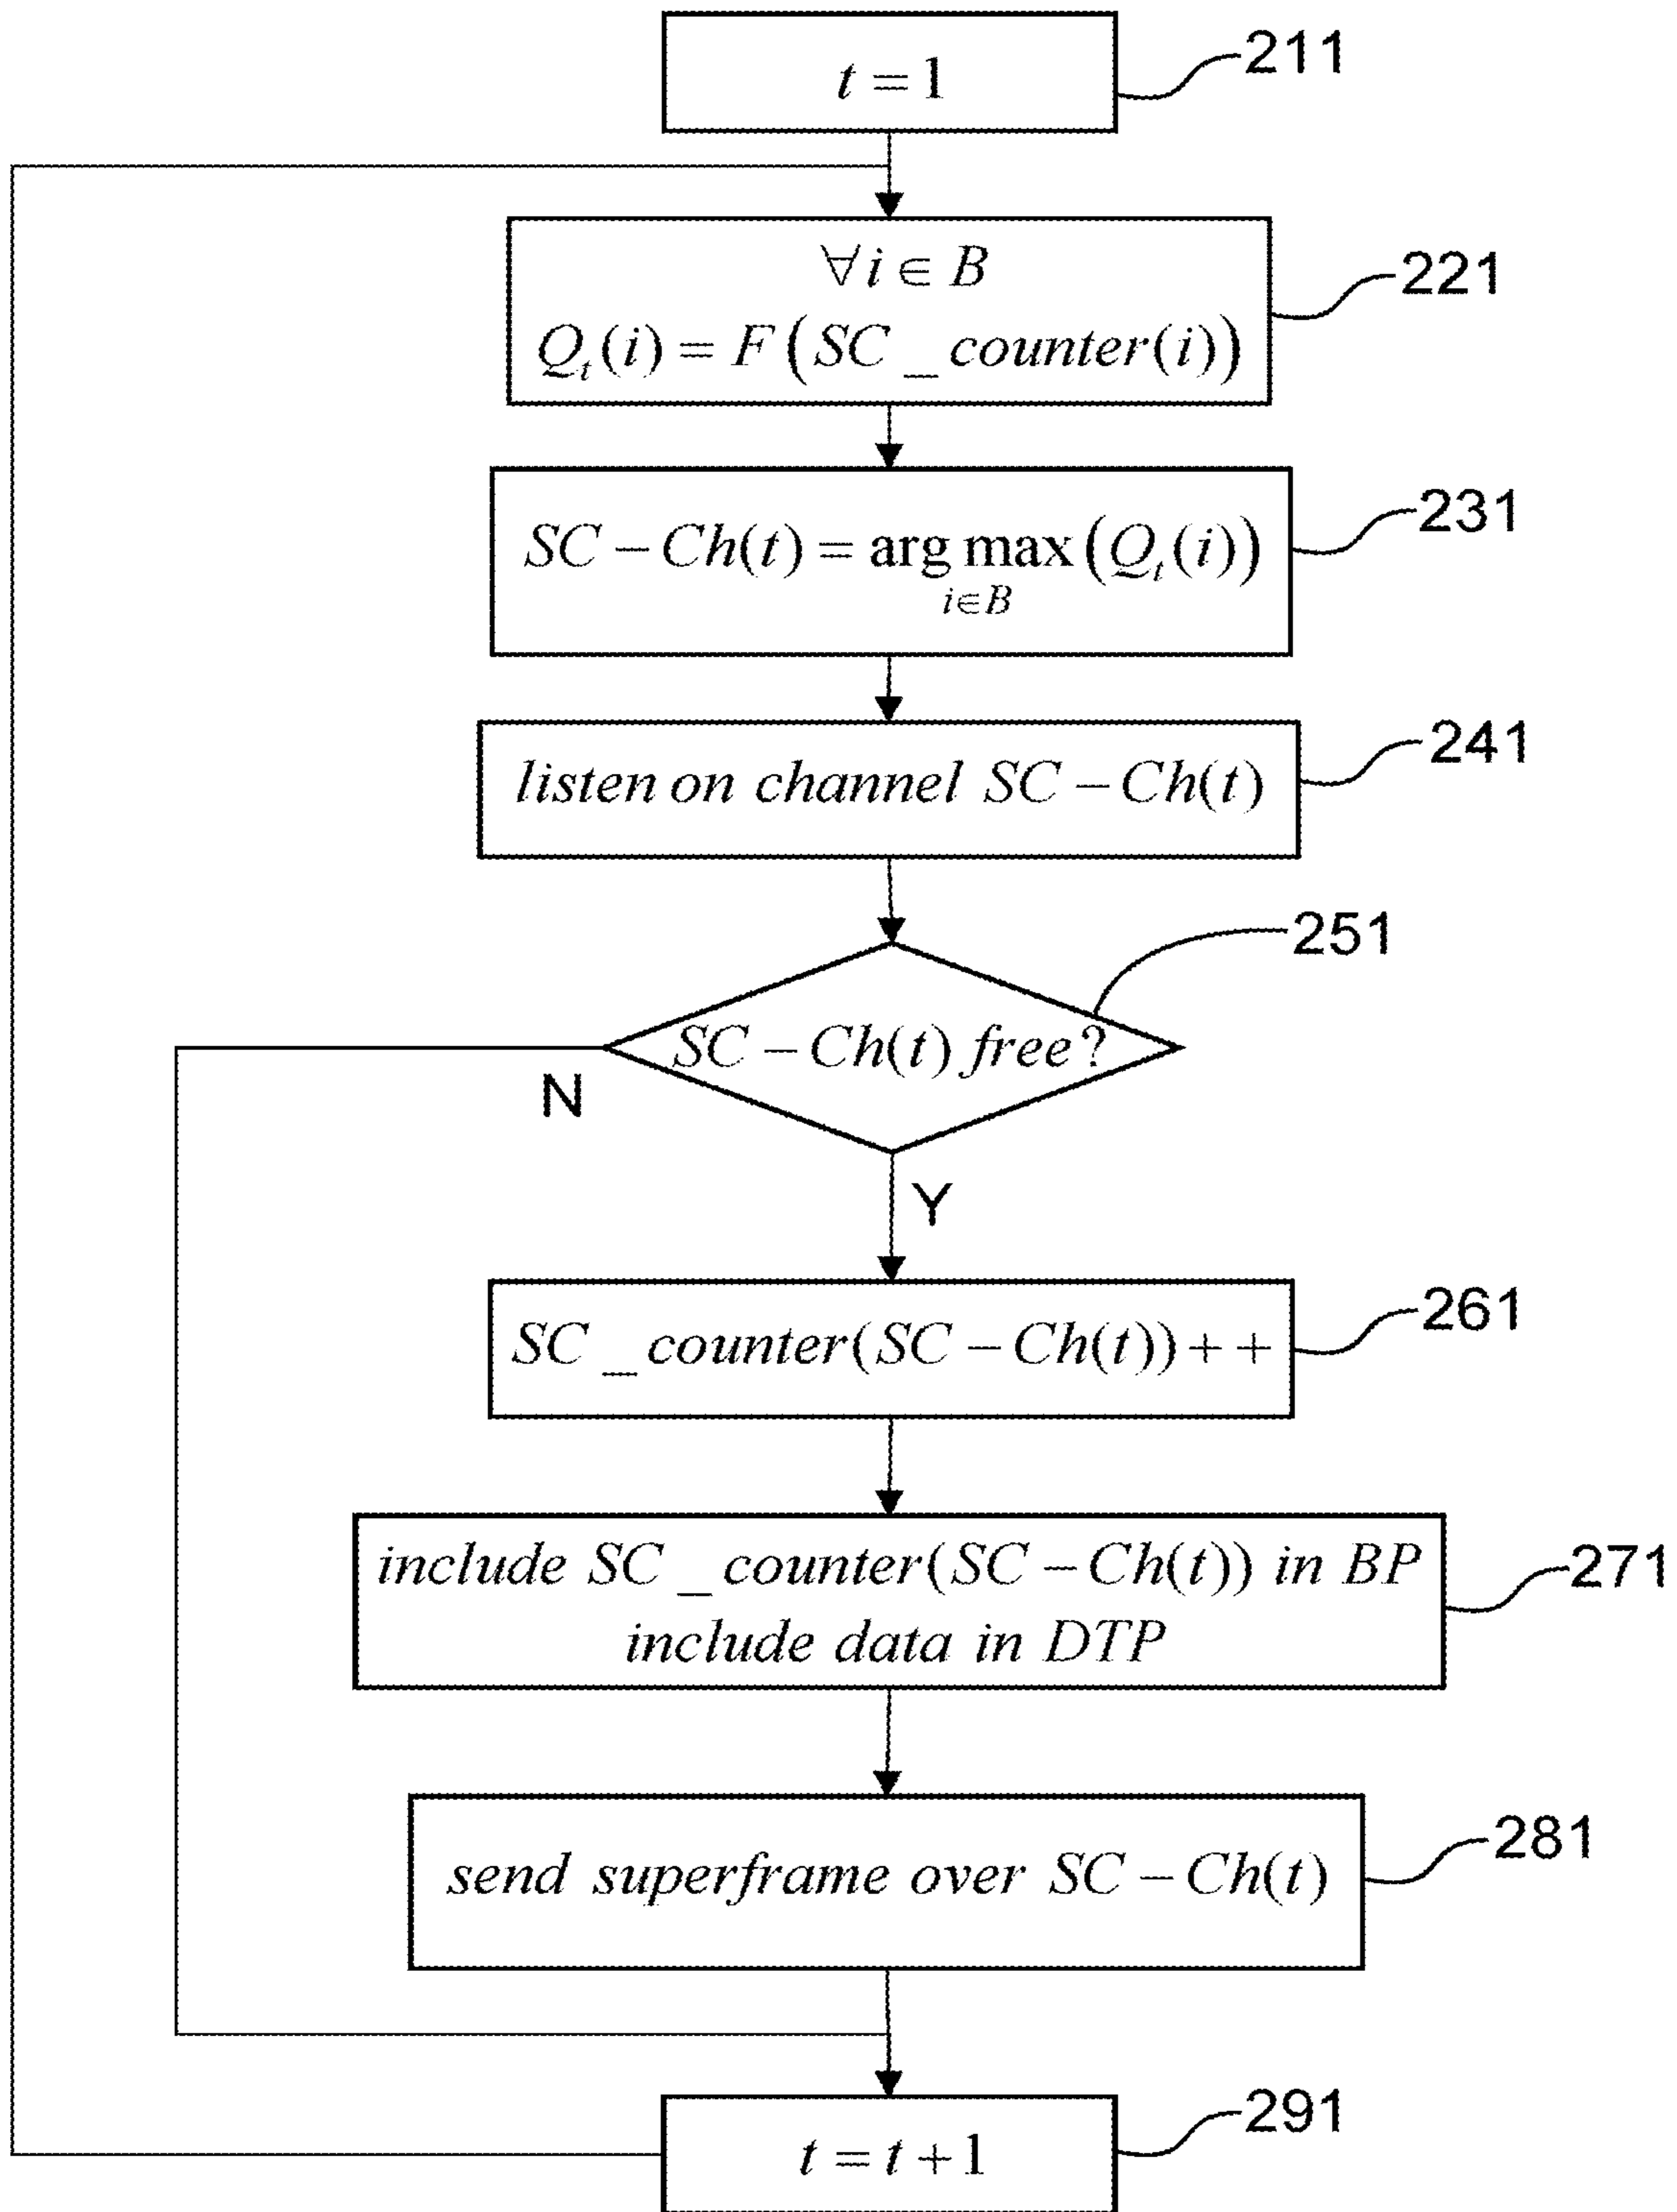 t = 1
211
∀i ∈ B
Q_t(i) = F(SC_counter(i))
221
SC – Ch(t) = arg max(Q_t(i))
i∈B
231
listen on channel SC – Ch(t)
241
SC – Ch(t) free?
251
N
Y
SC_counter(SC – Ch(t)) + +
261
include SC_counter(SC – Ch(t)) in BP
include data in DTP
271
send superframe over SC – Ch(t)
281
t = t + 1
291